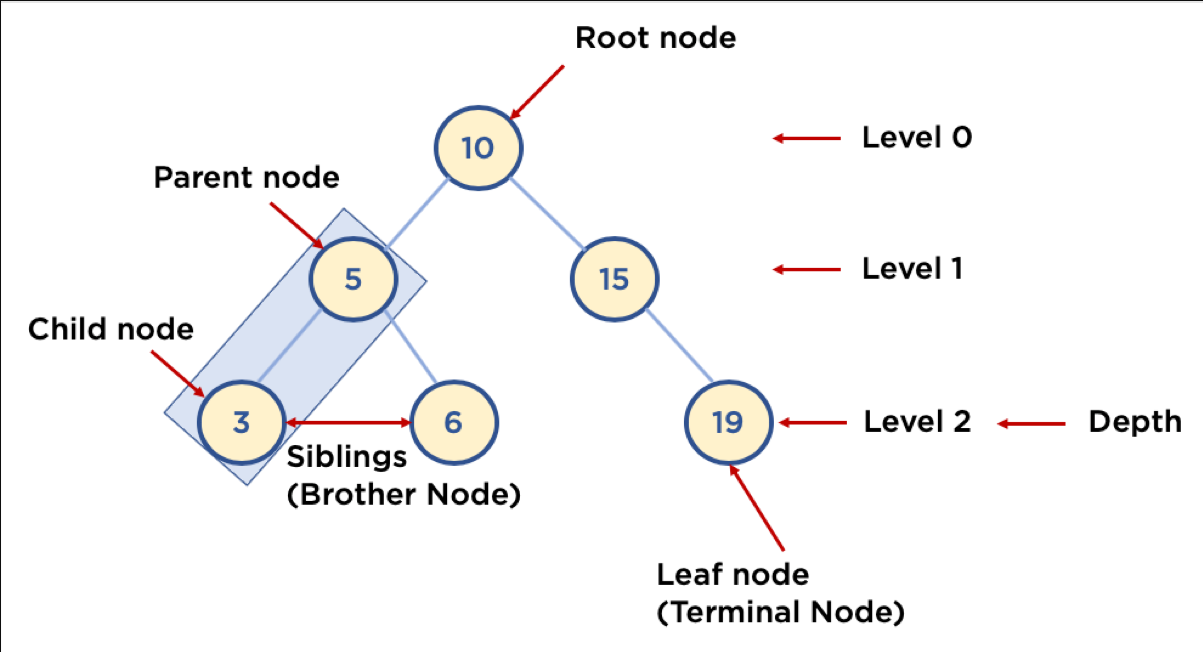 Root node
10
Level 0
Parent node
5
15
Level 1
Child node
3
6
19
Level 2
Depth
Siblings
(Brother Node)
Leaf node
(Terminal Node)